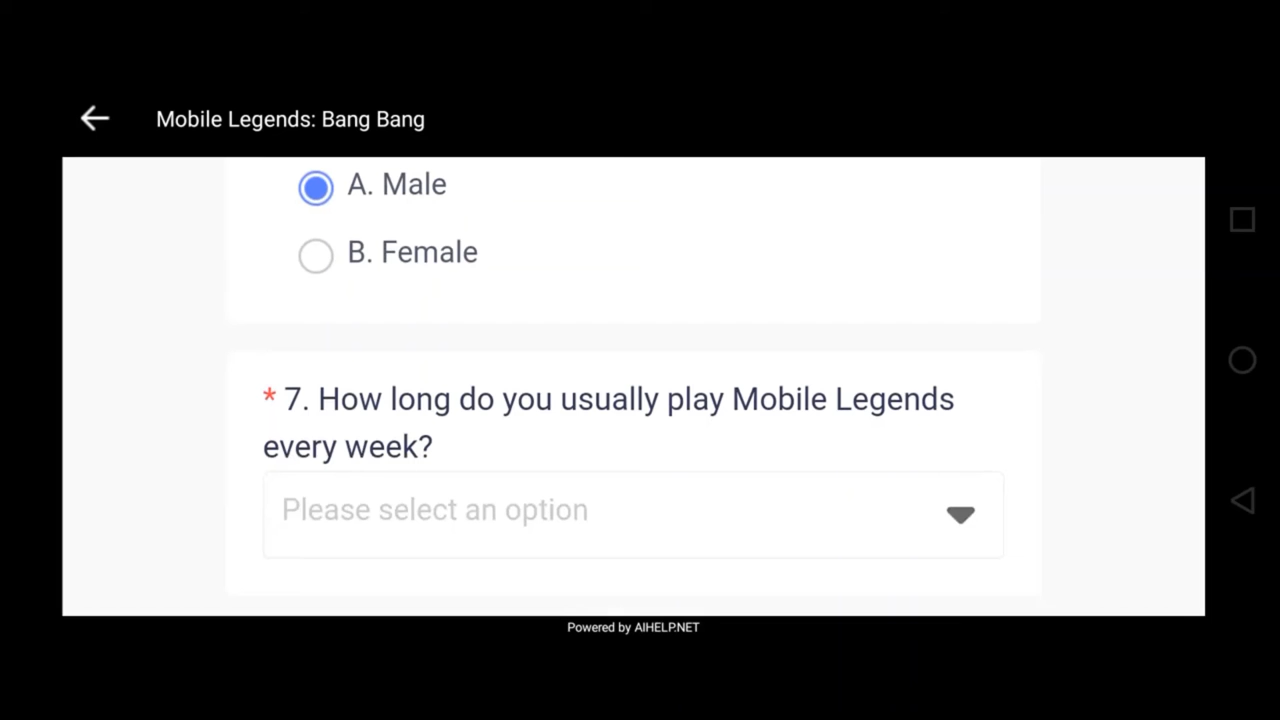 Mobile Legends: Bang Bang
A. Male
B. Female
* 7. How long do you usually play Mobile Legends
every week?
Please select an option
Powered by AIHELP.NET